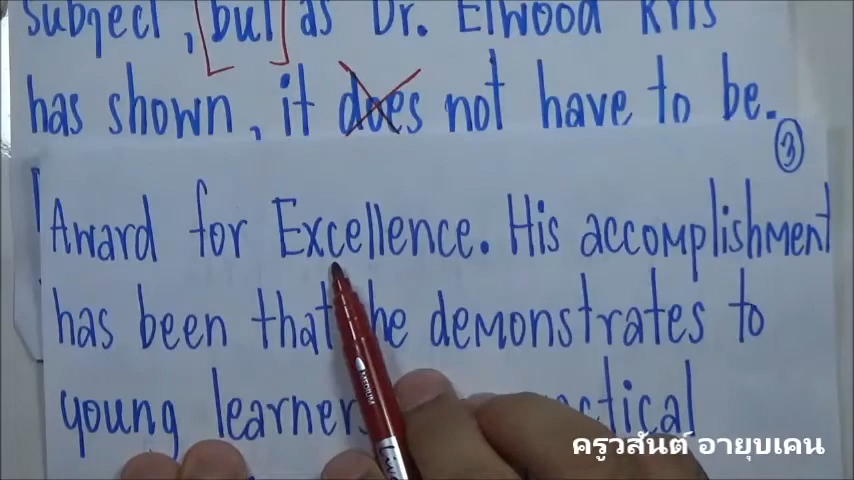 subject, [but] as Dr. Elwood Kris
has shown, it does not have to be.
3
Award for Excellence. His accomplishment
has been that he demonstrates to
young learners
ครูวสันต์ อายุบเคน